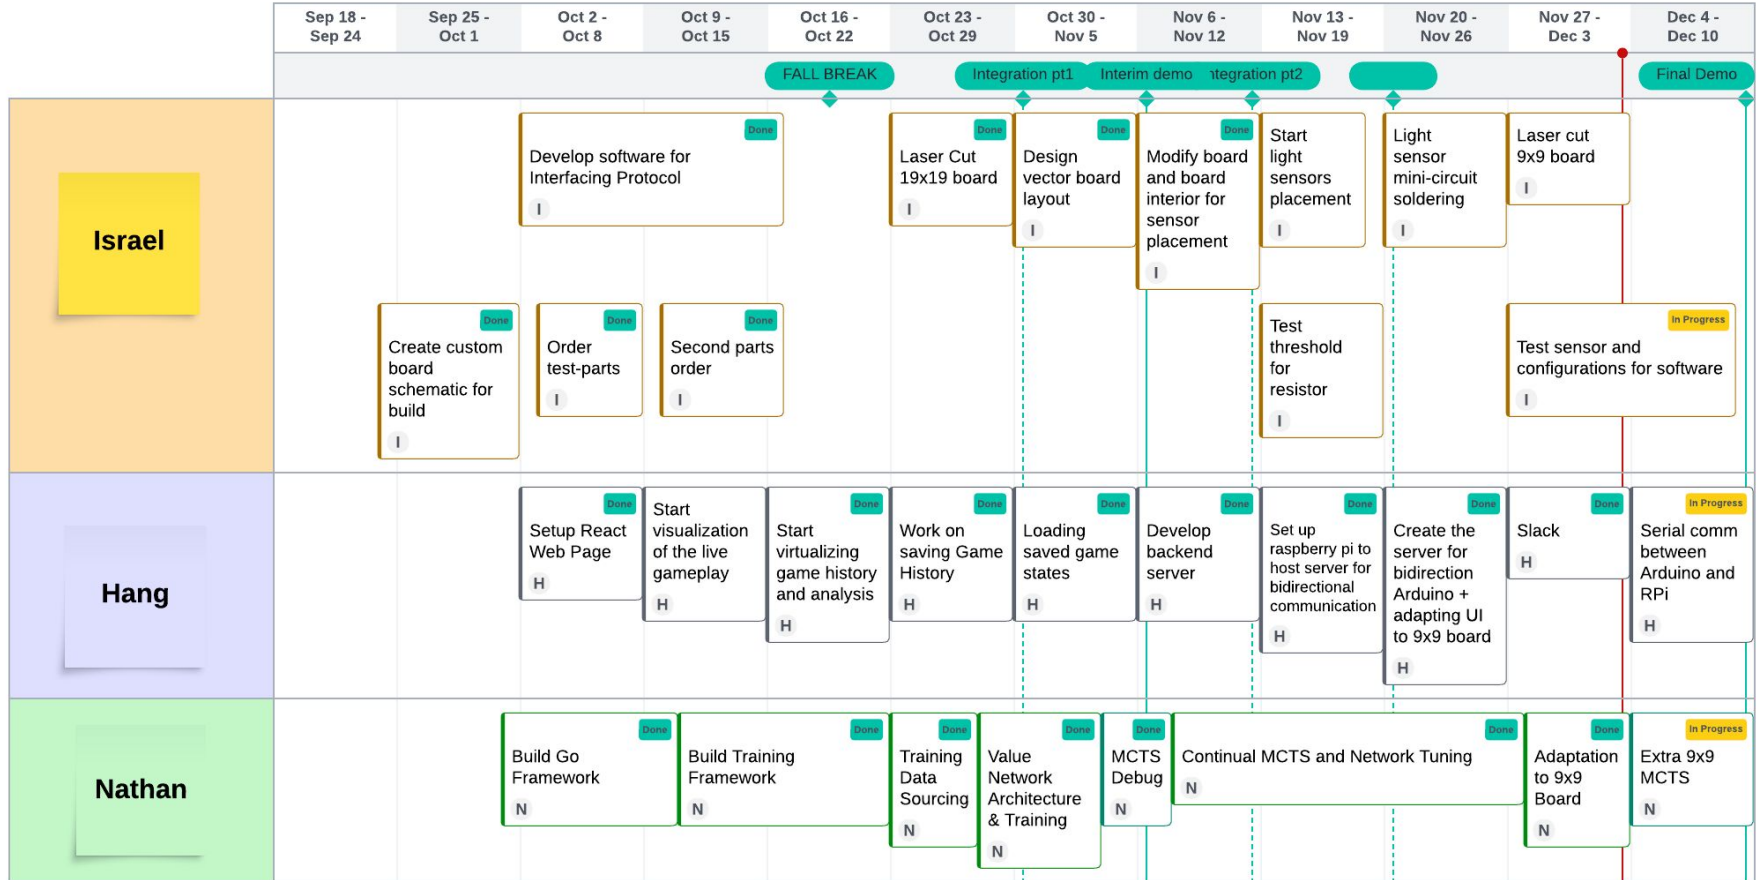 Sep 18 -
Sep 24
Sep 25 -
Oct 1
Oct 2 -
Oct 8
Oct 9 -
Oct 15
Oct 16 -
Oct 22
Oct 23 -
Oct 29
Oct 30 -
Nov 5
Nov 6 -
Nov 12
Nov 13 -
Nov 19
Nov 20 -
Nov 26
Nov 27 -
Dec 3
Dec 4 -
Dec 10
FALL BREAK
Integration pt1
Interim demo
ntegration pt2
Final Demo
Israel
Done
Develop software for
Interfacing Protocol
I
Done
Laser Cut
19x19 board
I
Done
Design
vector board
layout
I
Done
Modify board
and board
interior for
sensor
placement
I
Start
light
sensors
placement
I
Light
sensor
mini-circuit
soldering
I
Laser cut
9x9 board
I
Done
Create custom
board
schematic for
build
I
Done
Order
test-parts
I
Done
Second parts
order
I
Test
threshold
for
resistor
I
In Progress
Test sensor and
configurations for software
I
Hang
Done
Setup React
Web Page
H
Start
visualization
of the live
gameplay
H
Done
Start
virtualizing
game history
and analysis
H
Done
Work on
saving Game
History
H
Done
Loading
saved game
states
H
Done
Develop
backend
server
H
Done
Set up
raspberry pi to
host server for
bidirectional
communication
H
Done
Create the
server for
bidirection
Arduino +
adapting UI
to 9x9 board
H
Done
Slack
H
In Progress
Serial comm
between
Arduino and
RPi
H
Nathan
Done
Build Go
Framework
N
Done
Build Training
Framework
N
Done
Training
Data
Sourcing
N
Done
Value
Network
Architecture
& Training
N
Done
MCTS
Debug
N
Done
Continual MCTS and Network Tuning
N
Done
Adaptation
to 9x9
Board
N
In Progress
Extra 9x9
MCTS
N